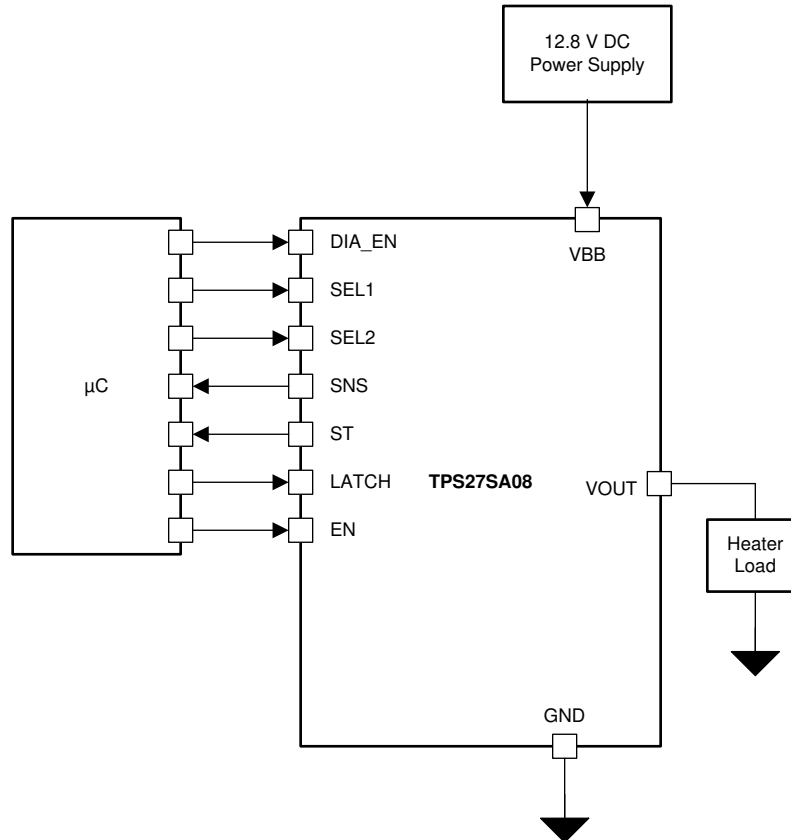 12.8 V DC
Power Supply
VBB
DIA_EN
SEL1
SEL2
SNS
ST
LATCH
EN
µC
TPS27SA08
VOUT
Heater
Load
GND